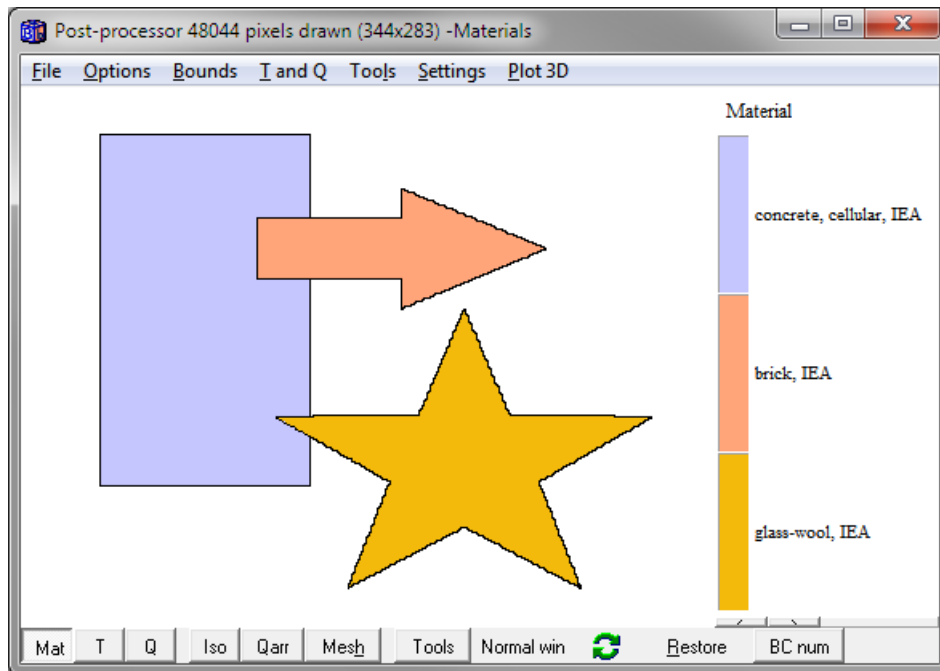 Post-processor 48044 pixels drawn (344x283) -Materials
File Options Bounds T and Q Tools Settings Plot 3D
Material
concrete, cellular, IEA
brick, IEA
glass-wool, IEA
Mat T Q Iso Qarr Mesh Tools Normal win Restore BC num